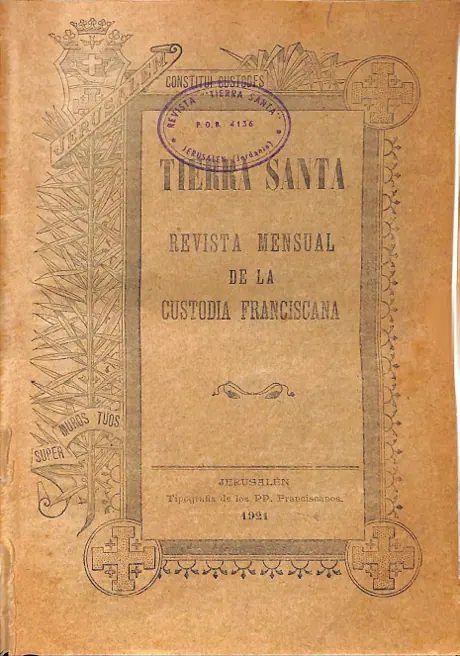 JERUSALEM
CONSTITUI CUSTODES
REVISTA "TIERRA SANTA"
P.O.B. 4136
JERUSALEN (Jordania)
TIERRA SANTA
REVISTA MENSUAL
DE LA
CUSTODIA FRANCISCANA
SUPER MUROS TUOS
JERUSALÉN
Tipografía de los PP. Franciscanos.
1921